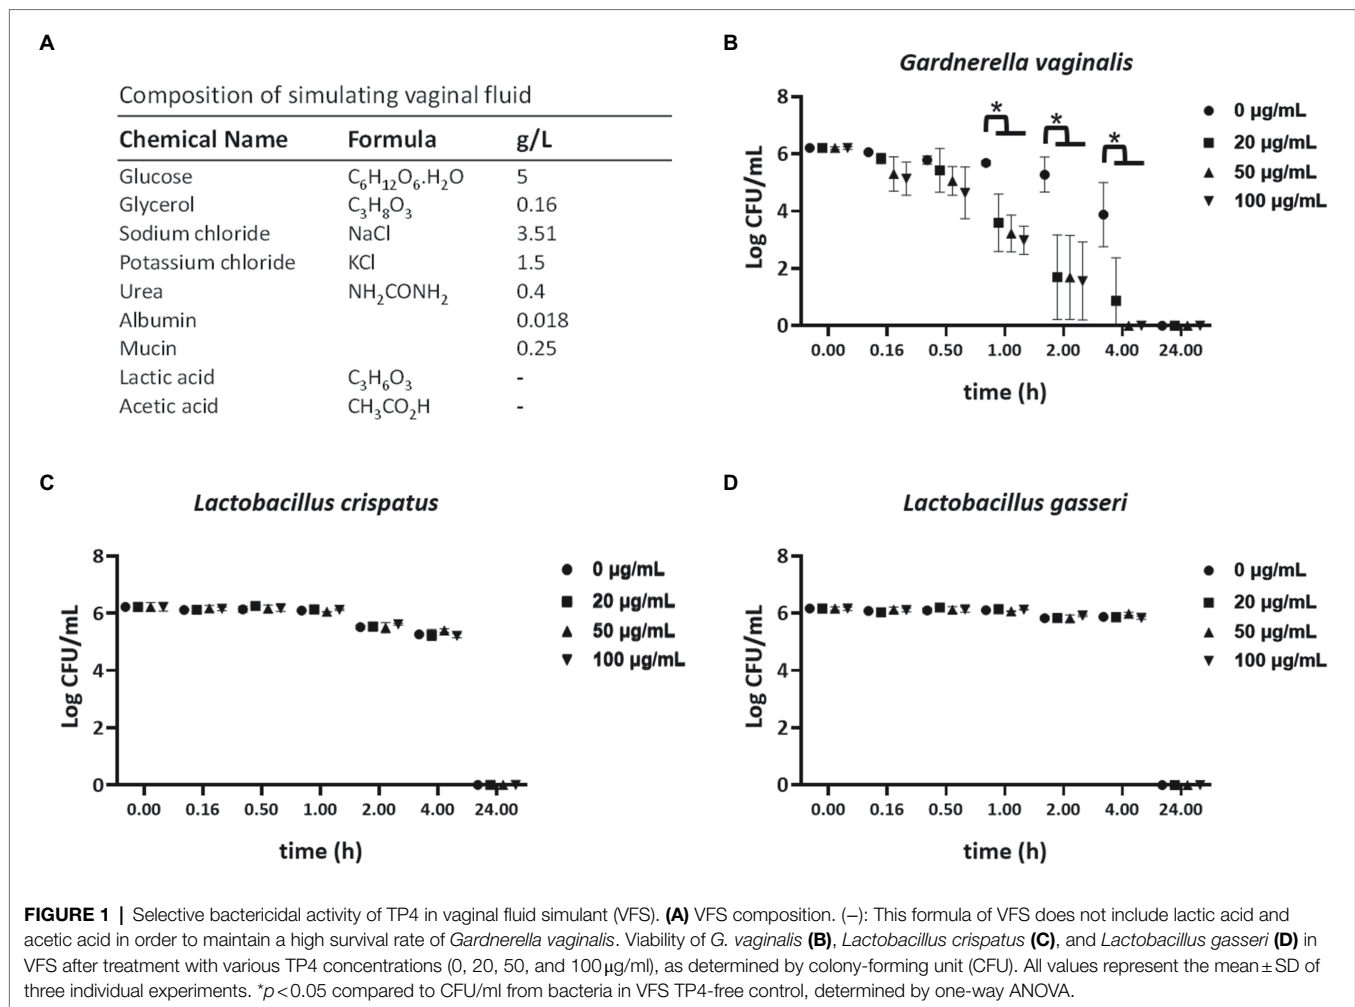 A
Composition of simulating vaginal fluid
Chemical Name Formula g/L
Glucose C₆H₁₂O₆.H₂O 5
Glycerol C₃H₈O₃ 0.16
Sodium chloride NaCl 3.51
Potassium chloride KCl 1.5
Urea NH₂CONH₂ 0.4
Albumin 0.018
Mucin 0.25
Lactic acid C₃H₆O₃ -
Acetic acid CH₃CO₂H -
B
Gardnerella vaginalis
Log CFU/mL
8
6
4
2
0
* * *
0.00 0.16 0.50 1.00 2.00 4.00 24.00
time (h)
0 µg/mL
20 µg/mL
50 µg/mL
100 µg/mL
C
Lactobacillus crispatus
Log CFU/mL
8
6
4
2
0
0.00 0.16 0.50 1.00 2.00 4.00 24.00
time (h)
0 µg/mL
20 µg/mL
50 µg/mL
100 µg/mL
D
Lactobacillus gasseri
Log CFU/mL
8
6
4
2
0
0.00 0.16 0.50 1.00 2.00 4.00 24.00
time (h)
0 µg/mL
20 µg/mL
50 µg/mL
100 µg/mL
FIGURE 1 | Selective bactericidal activity of TP4 in vaginal fluid simulant (VFS). (A) VFS composition. (−): This formula of VFS does not include lactic acid and
acetic acid in order to maintain a high survival rate of Gardnerella vaginalis. Viability of G. vaginalis (B), Lactobacillus crispatus (C), and Lactobacillus gasseri (D) in
VFS after treatment with various TP4 concentrations (0, 20, 50, and 100 µg/ml), as determined by colony-forming unit (CFU). All values represent the mean ± SD of
three individual experiments. *p < 0.05 compared to CFU/ml from bacteria in VFS TP4-free control, determined by one-way ANOVA.